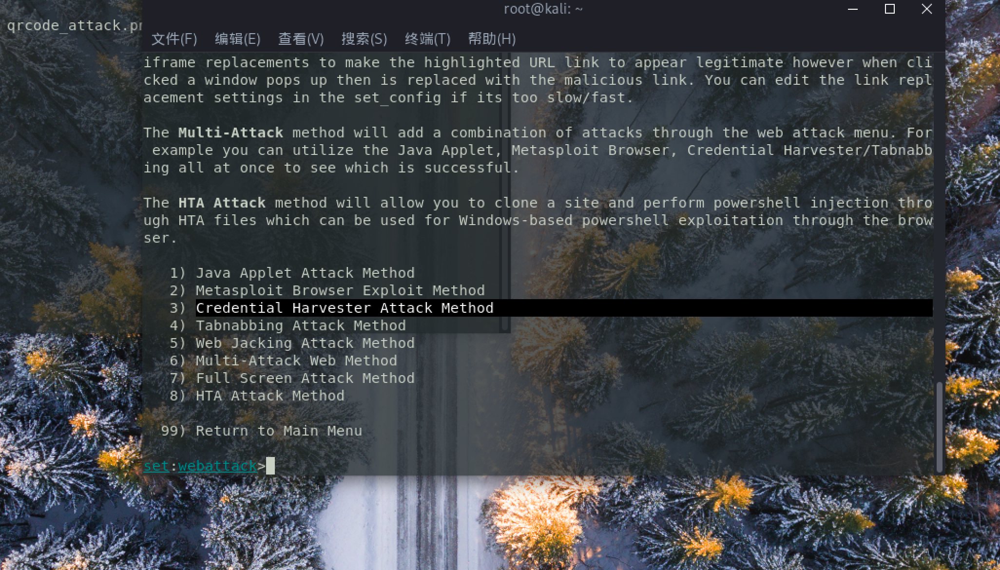 root@kali: ~
qrcode_attack.pn
文件(F) 编辑(E) 查看(V) 搜索(S) 终端(T) 帮助(H)
iframe replacements to make the highlighted URL link to appear legitimate however when cli
cked a window pops up then is replaced with the malicious link. You can edit the link repl
acement settings in the set_config if its too slow/fast.
The Multi-Attack method will add a combination of attacks through the web attack menu. For
example you can utilize the Java Applet, Metasploit Browser, Credential Harvester/Tabnabb
ing all at once to see which is successful.
The HTA Attack method will allow you to clone a site and perform powershell injection thro
ugh HTA files which can be used for Windows-based powershell exploitation through the brow
ser.
1) Java Applet Attack Method
2) Metasploit Browser Exploit Method
3) Credential Harvester Attack Method
4) Tabnabbing Attack Method
5) Web Jacking Attack Method
6) Multi-Attack Web Method
7) Full Screen Attack Method
8) HTA Attack Method
99) Return to Main Menu
set:webattack>